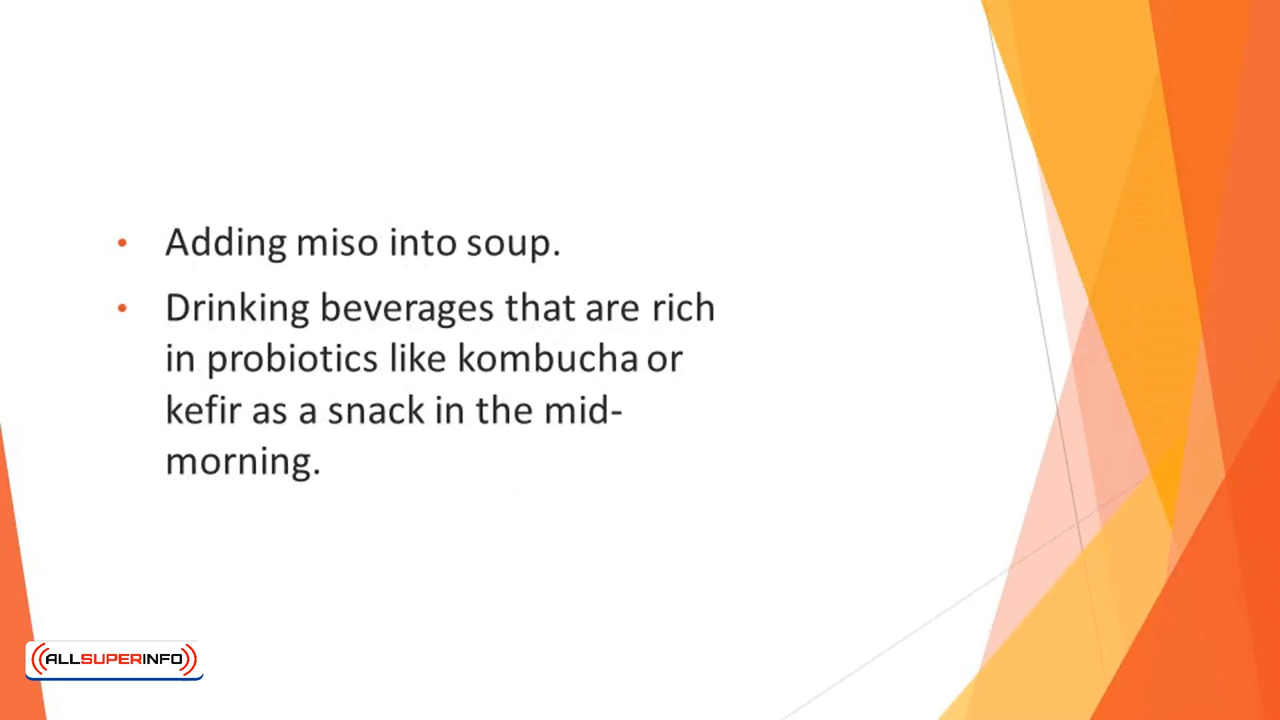 • Adding miso into soup.
• Drinking beverages that are rich
in probiotics like kombucha or
kefir as a snack in the mid-
morning.
ALLSUPERINFO